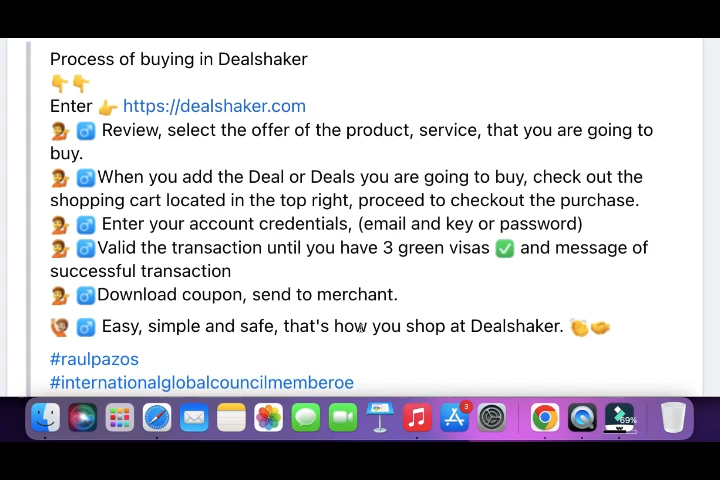 Process of buying in Dealshaker
👇👇
Enter 👉 https://dealshaker.com
💁‍♂️ Review, select the offer of the product, service, that you are going to
buy.
💁‍♂️When you add the Deal or Deals you are going to buy, check out the
shopping cart located in the top right, proceed to checkout the purchase.
💁‍♂️ Enter your account credentials, (email and key or password)
💁‍♂️Valid the transaction until you have 3 green visas ✅ and message of
successful transaction
💁‍♂️Download coupon, send to merchant.
🙋‍♂️ Easy, simple and safe, that's how you shop at Dealshaker. 👏🤝
#raulpazos
#internationalglobalcouncilmemberoe
3
69%